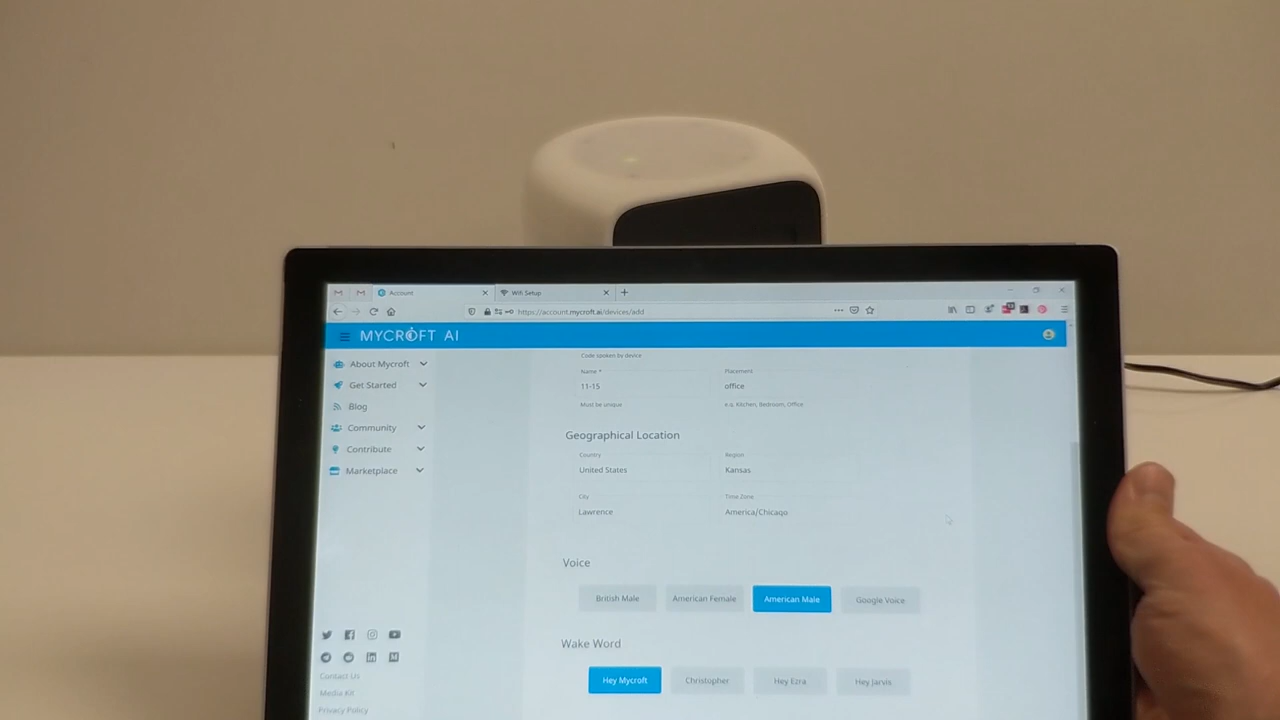 Account
Wifi Setup
https://account.mycroft.ai/devices/add
MYCROFT AI
About Mycroft
Get Started
Blog
Community
Contribute
Marketplace
Contact Us
Media Kit
Privacy Policy
Code spoken by device
Name *
Placement
11-15
office
Must be unique
e.g. Kitchen, Bedroom, Office
Geographical Location
Country
Region
United States
Kansas
City
Time Zone
Lawrence
America/Chicago
Voice
British Male
American Female
American Male
Google Voice
Wake Word
Hey Mycroft
Christopher
Hey Ezra
Hey Jarvis